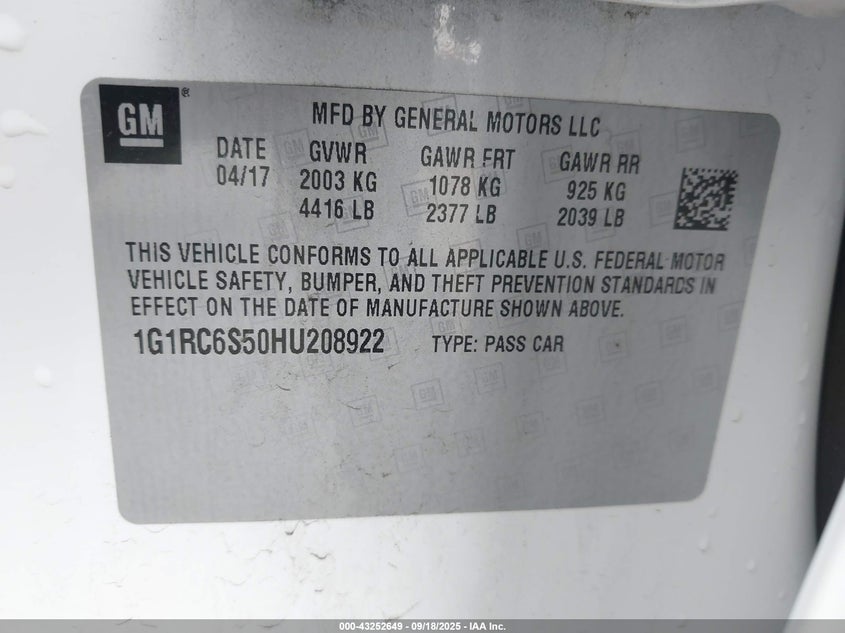 GM ®
MFD BY GENERAL MOTORS LLC
DATE GVWR GAWR FRT GAWR RR
04/17 2003 KG 1078 KG 925 KG
4416 LB 2377 LB 2039 LB
THIS VEHICLE CONFORMS TO ALL APPLICABLE U.S. FEDERAL MOTOR
VEHICLE SAFETY, BUMPER, AND THEFT PREVENTION STANDARDS IN
EFFECT ON THE DATE OF MANUFACTURE SHOWN ABOVE.
1G1RC6S50HU208922 TYPE: PASS CAR
000-43252649 - 09/18/2025 - IAA Inc.